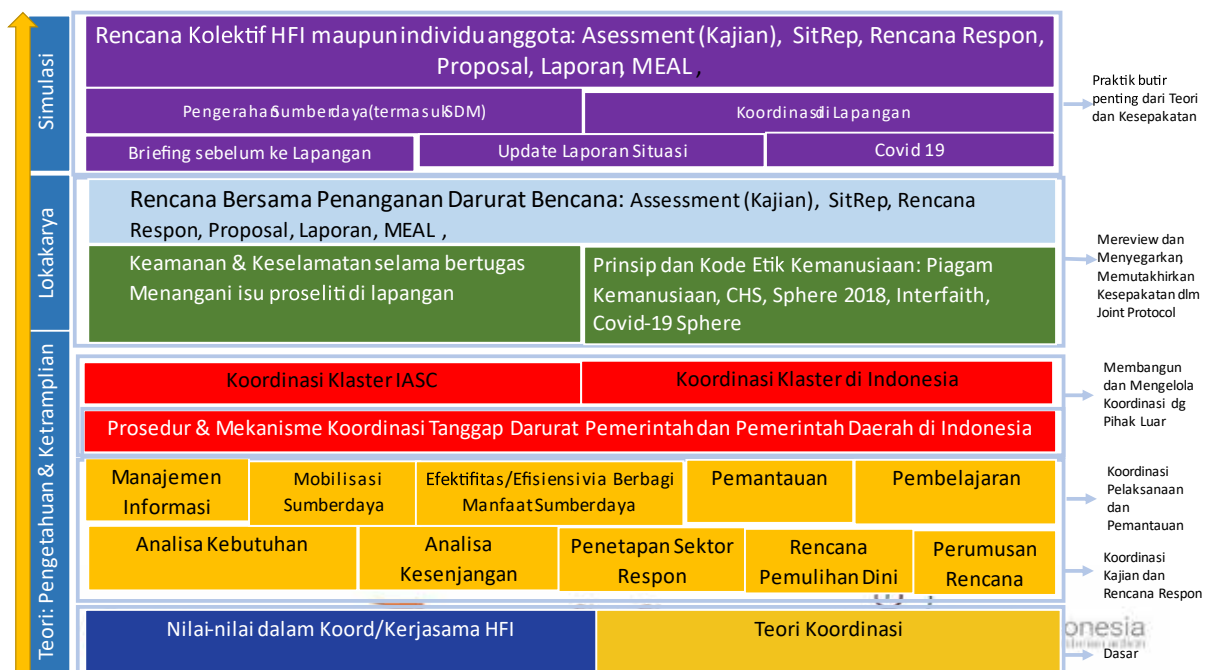 Simulasi
Rencana Kolektif HFI maupun individu anggota: Asessment (Kajian), SitRep, Rencana Respon,
Proposal, Laporan, MEAL ,
Pengerahan Sumberdaya (termasuk SDM)
Koordinasi di Lapangan
Briefing sebelum ke Lapangan
Update Laporan Situasi
Covid 19
Praktik butir
penting dari Teori
dan Kesepakatan
Lokakarya
Rencana Bersama Penanganan Darurat Bencana: Assessment (Kajian), SitRep, Rencana
Respon, Proposal, Laporan, MEAL ,
Keamanan & Keselamatan selama bertugas
Menangani isu proseliti di lapangan
Prinsip dan Kode Etik Kemanusiaan: Piagam
Kemanusiaan, CHS, Sphere 2018, Interfaith,
Covid-19 Sphere
Mereview dan
Menyegarkan,
Memutakhirkan
Kesepakatan dlm
Joint Protocol
Teori: Pengetahuan & Ketramplian
Koordinasi Klaster IASC
Koordinasi Klaster di Indonesia
Prosedur & Mekanisme Koordinasi Tanggap Darurat Pemerintah dan Pemerintah Daerah di Indonesia
Membangun
dan Mengelola
Koordinasi dg
Pihak Luar
Manajemen
Informasi
Mobilisasi
Sumberdaya
Efektifitas/Efisiensi via Berbagi
Manfaat Sumberdaya
Pemantauan
Pembelajaran
Koordinasi
Pelaksanaan
dan
Pemantauan
Analisa Kebutuhan
Analisa
Kesenjangan
Penetapan Sektor
Respon
Rencana
Pemulihan Dini
Perumusan
Rencana
Koordinasi
Kajian dan
Rencana Respon
Nilai-nilai dalam Koord/Kerjasama HFI
Teori Koordinasi
onesia
Dasar